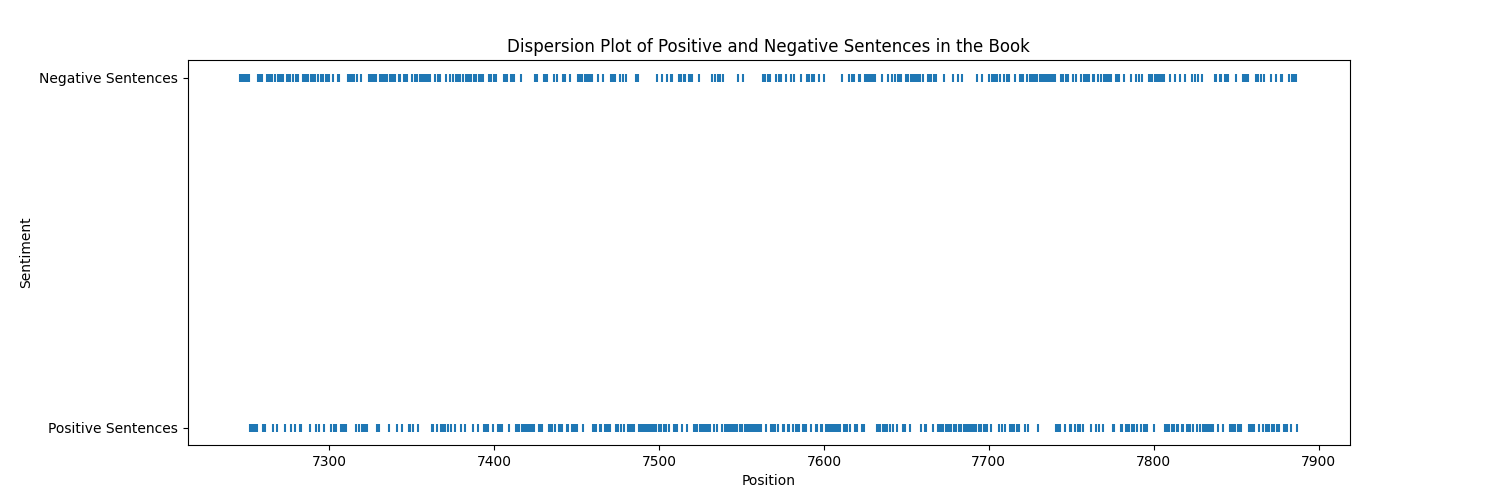 Dispersion Plot of Positive and Negative Sentences in the Book
Negative Sentences
Sentiment
Positive Sentences
7300 7400 7500 7600 7700 7800 7900
Position